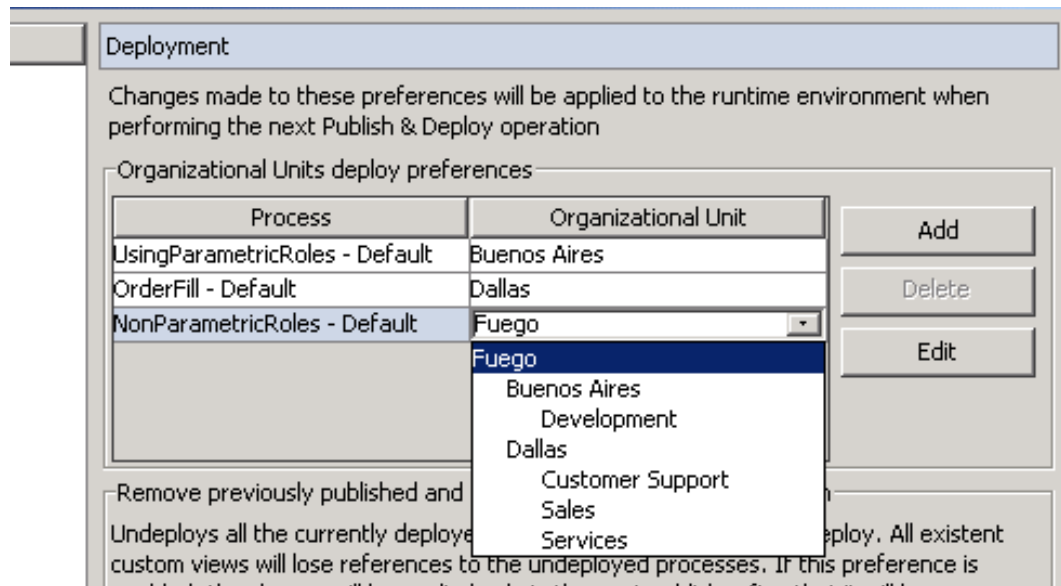 Deployment
Changes made to these preferences will be applied to the runtime environment when
performing the next Publish & Deploy operation
Organizational Units deploy preferences
Process Organizational Unit
Add
UsingParametricRoles - Default Buenos Aires
OrderFill - Default Dallas
Delete
NonParametricRoles - Default Fuego
Edit
Fuego
Buenos Aires
Development
Dallas
Customer Support
Sales
Services
Remove previously published and
Undeploys all the currently deploye eploy. All existent
custom views will lose references to the undeployed processes. If this preference is